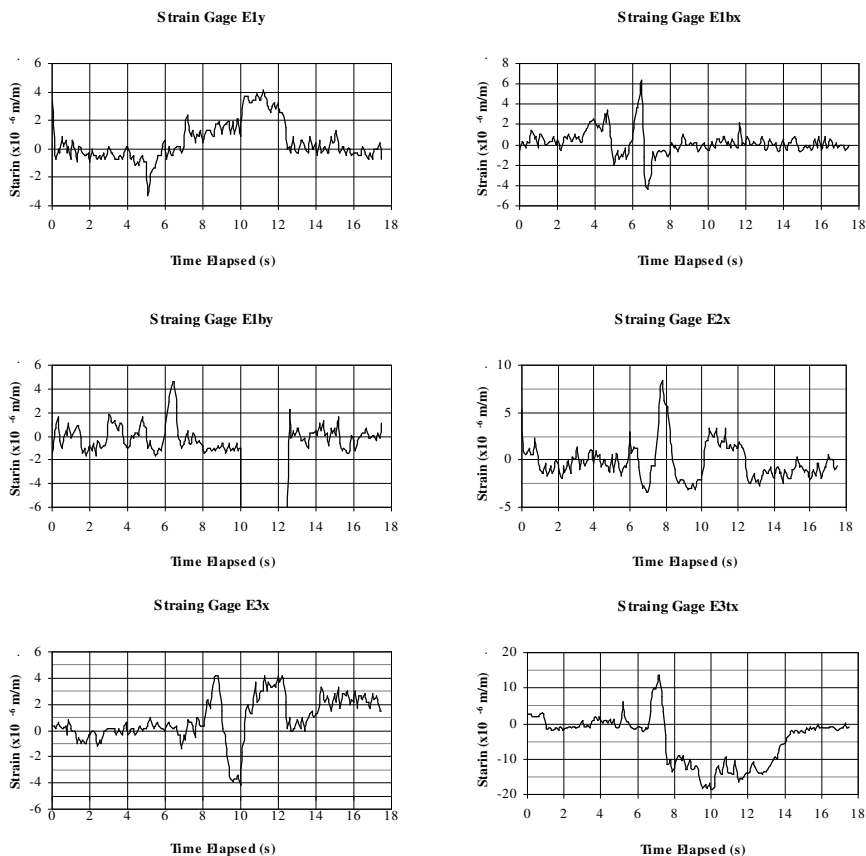 Strain Gage E1y
Starin (x10 -6 m/m)
6
4
2
0
-2
-4
0 2 4 6 8 10 12 14 16 18
Time Elapsed (s)
Straing Gage E1bx
Strain (x10 -6 m/m)
8
6
4
2
0
-2
-4
-6
0 2 4 6 8 10 12 14 16 18
Time Elapsed (s)
Straing Gage E1by
Starin (x10 -6 m/m)
6
4
2
0
-2
-4
-6
0 2 4 6 8 10 12 14 16 18
Time Elapsed (s)
Straing Gage E2x
Strain (x10 -6 m/m)
10
5
0
-5
0 2 4 6 8 10 12 14 16 18
Time Elapsed (s)
Straing Gage E3x
Strain (x10 -6 m/m)
6
4
2
0
-2
-4
-6
0 2 4 6 8 10 12 14 16 18
Time Elapsed (s)
Straing Gage E3tx
Starin (x10 -6 m/m)
20
10
0
-10
-20
0 2 4 6 8 10 12 14 16 18
Time Elapsed (s)